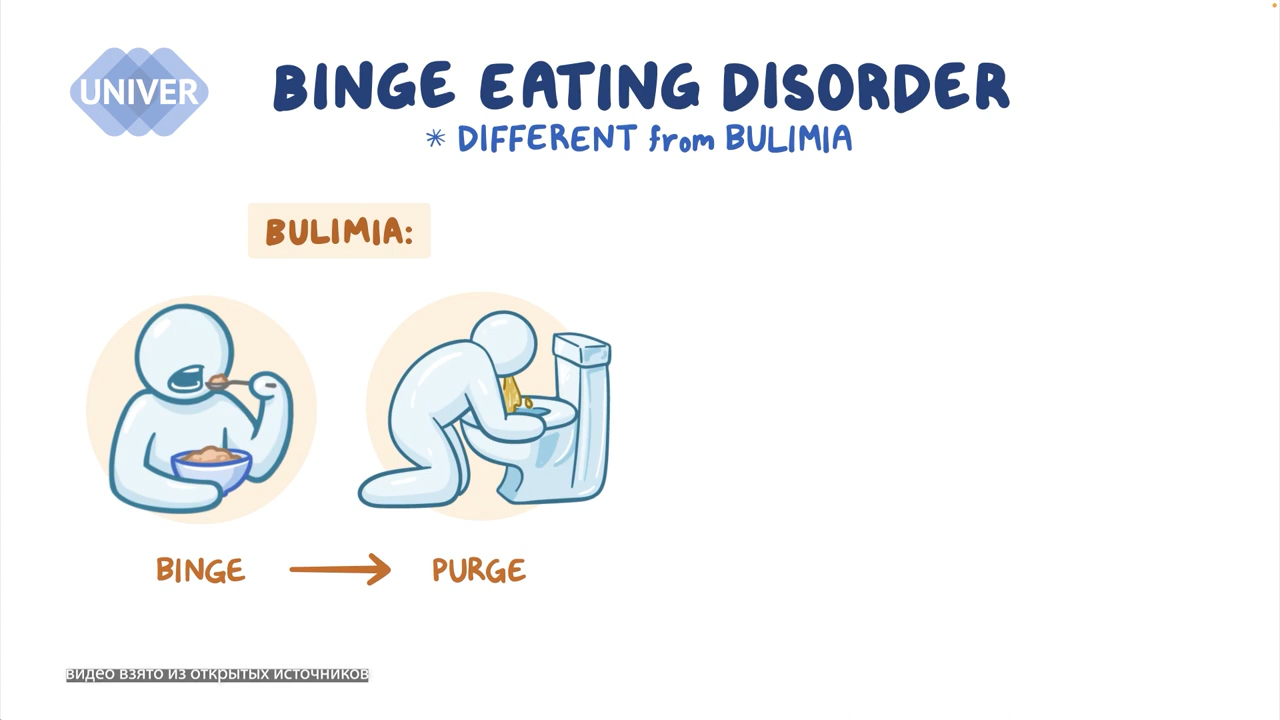 UNIVER
BINGE EATING DISORDER
* DIFFERENT from BULIMIA
BULIMIA:
BINGE → PURGE
видео взято из открытых источников